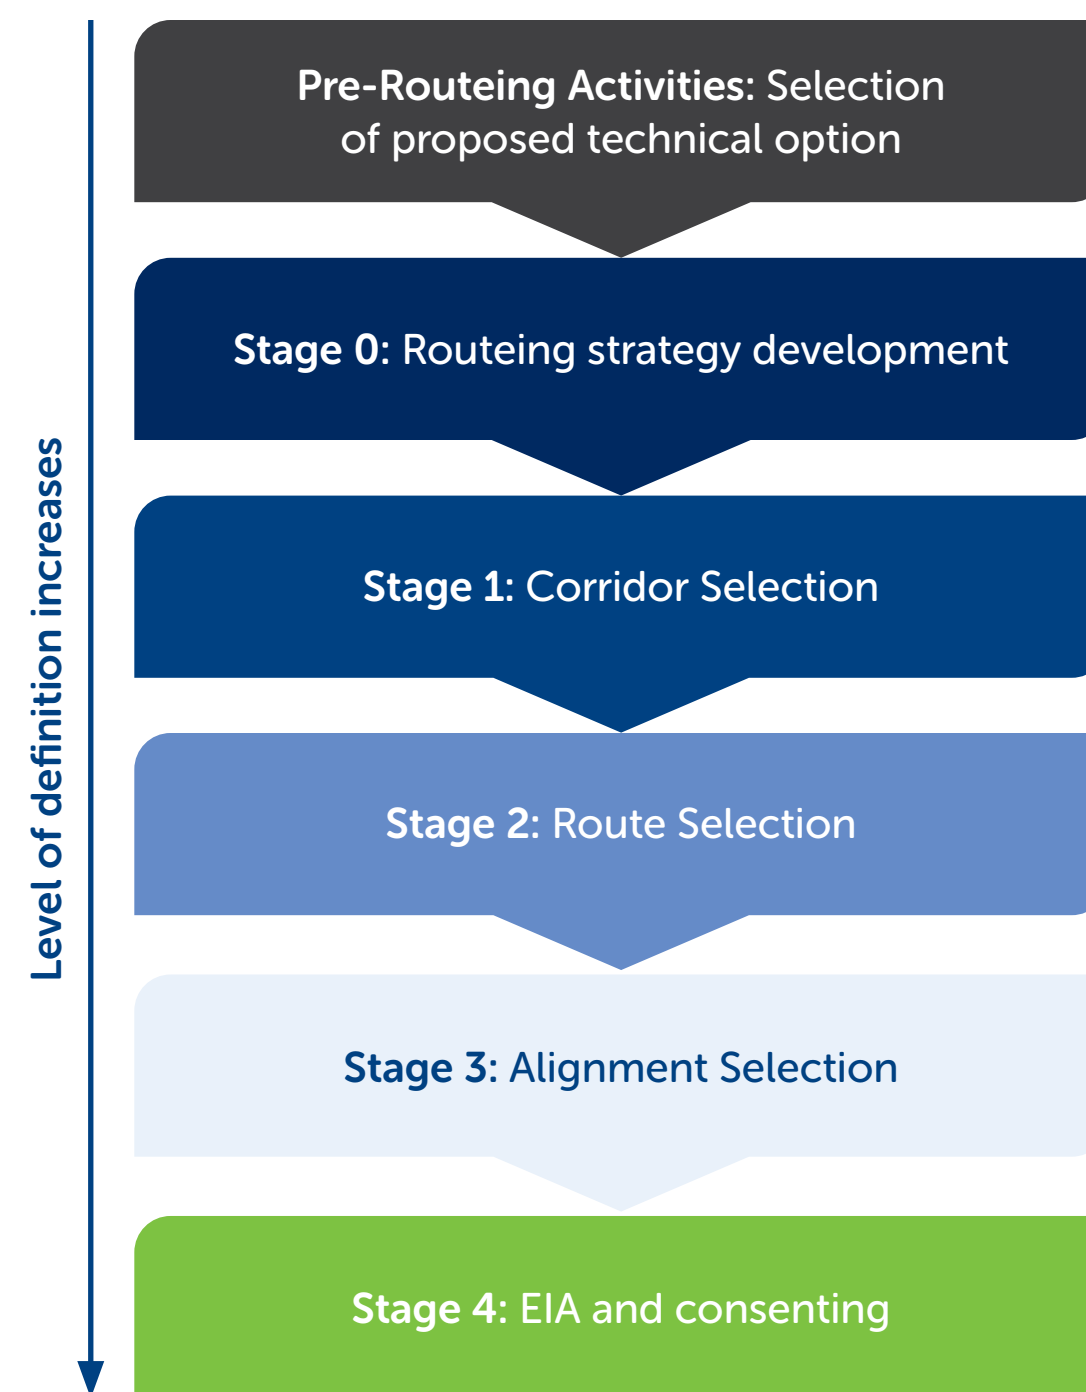 Pre-Routeing Activities: Selection
of proposed technical option
Stage 0: Routeing strategy development
Stage 1: Corridor Selection
Stage 2: Route Selection
Stage 3: Alignment Selection
Stage 4: EIA and consenting
Level of definition increases